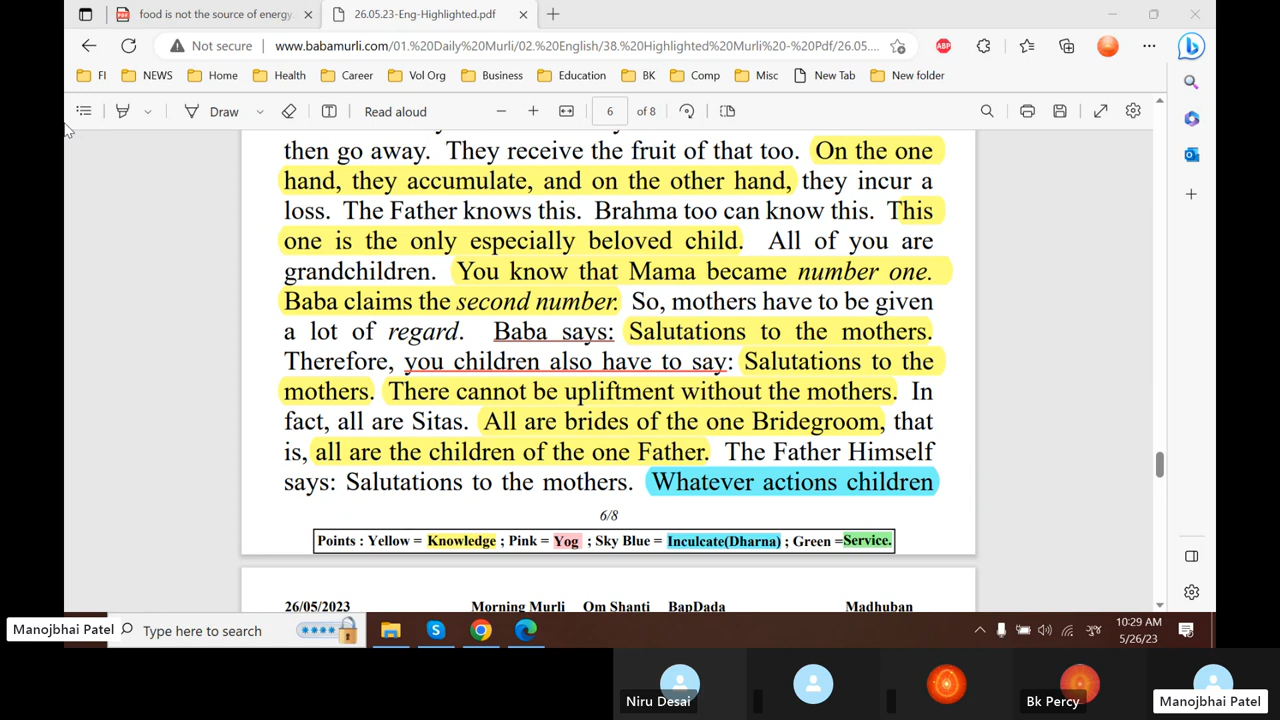 food is not the source of energy.
26.05.23-Eng-Highlighted.pdf
Not secure
www.babamurli.com/01.%20Daily%20Murli/02.%20English/38.%20Highlighted%20Murli%20-%20Pdf/26.05....
FI NEWS Home Health Career Vol Org Business Education BK Comp Misc New Tab New folder
Draw Read aloud 6 of 8
then go away. They receive the fruit of that too. On the one
hand, they accumulate, and on the other hand, they incur a
loss. The Father knows this. Brahma too can know this. This
one is the only especially beloved child. All of you are
grandchildren. You know that Mama became number one.
Baba claims the second number. So, mothers have to be given
a lot of regard. Baba says: Salutations to the mothers.
Therefore, you children also have to say: Salutations to the
mothers. There cannot be upliftment without the mothers. In
fact, all are Sitas. All are brides of the one Bridegroom, that
is, all are the children of the one Father. The Father Himself
says: Salutations to the mothers. Whatever actions children
6/8
Points : Yellow = Knowledge ; Pink = Yog ; Sky Blue = Inculcate(Dharna) ; Green =Service.
26/05/2023 Morning Murli Om Shanti BapDada Madhuban
Manojbhai Patel
Type here to search
10:29 AM
5/26/23
Niru Desai
Bk Percy
Manojbhai Patel